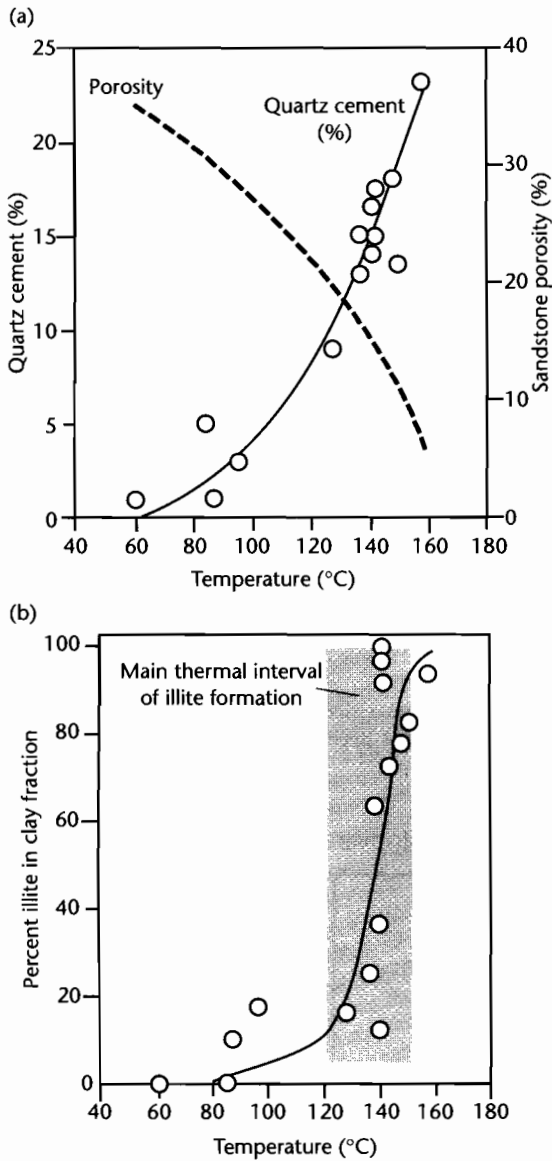 (a)
25
20
15
10
5
0
Quartz cement (%)
Porosity
Quartz cement
(%)
40
30
20
10
0
Sandstone porosity (%)
40 60 80 100 120 140 160 180
Temperature (°C)
(b)
100
80
60
40
20
0
Percent illite in clay fraction
Main thermal interval
of illite formation
40 60 80 100 120 140 160 180
Temperature (°C)